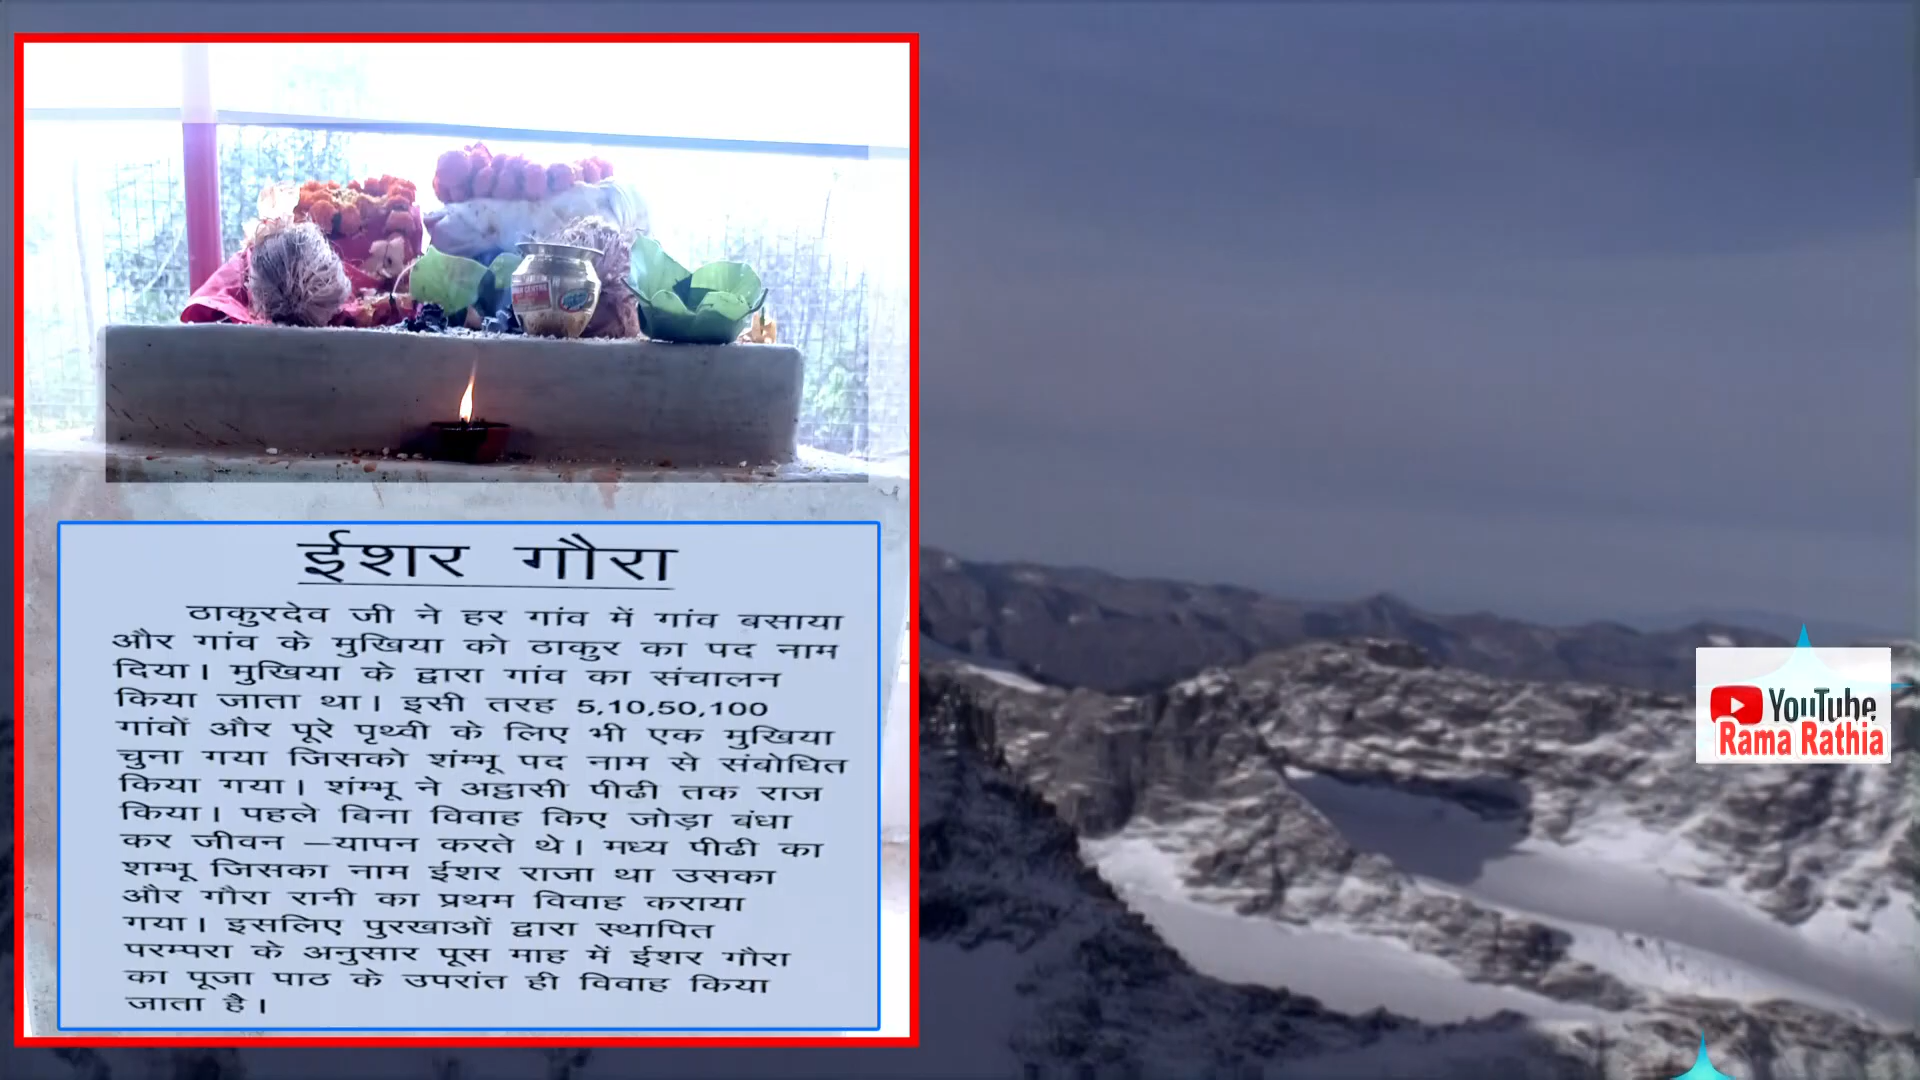 ईशर गौरा
ठाकुरदेव जी ने हर गांव में गांव बसाया
और गांव के मुखिया को ठाकुर का पद नाम
दिया। मुखिया के द्वारा गांव का संचालन
किया जाता था। इसी तरह 5,10,50,100
गांवों और पूरे पृथ्वी के लिए भी एक मुखिया
चुना गया जिसको शंम्भू पद नाम से संबोधित
किया गया। शंम्भू ने अट्ठासी पीढी तक राज
किया। पहले बिना विवाह किए जोड़ा बंधा
कर जीवन –यापन करते थे। मध्य पीढी का
शम्भू जिसका नाम ईशर राजा था उसका
और गौरा रानी का प्रथम विवाह कराया
गया। इसलिए पुरखाओं द्वारा स्थापित
परम्परा के अनुसार पूस माह में ईशर गौरा
का पूजा पाठ के उपरांत ही विवाह किया
जाता है।
YouTube
Rama Rathia